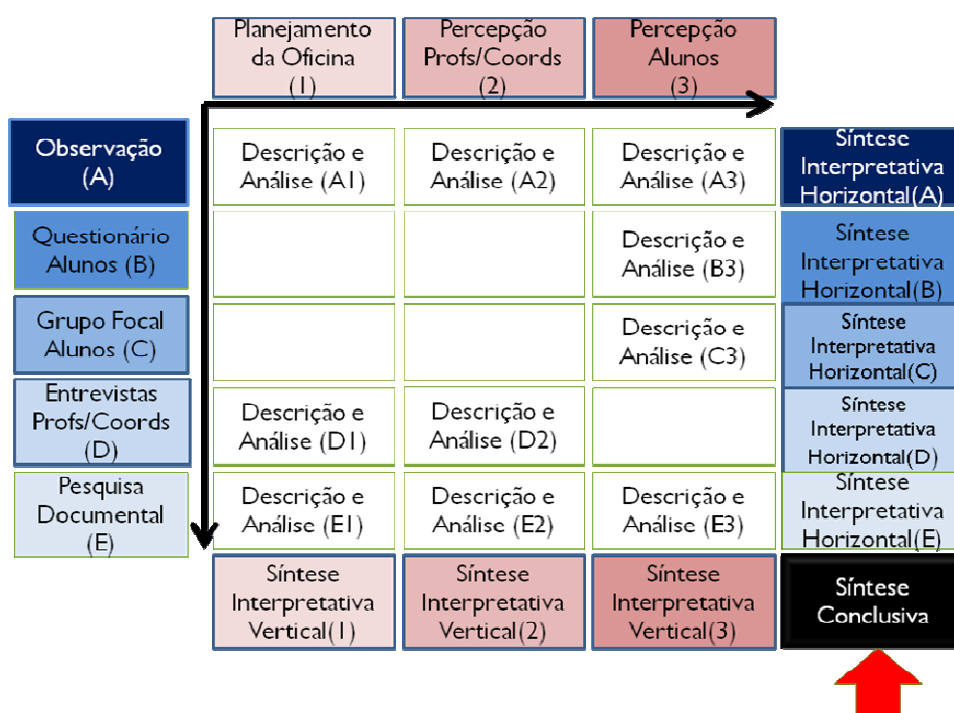 Planejamento
da Oficina
(1)
Percepção
Profs/Coords
(2)
Percepção
Alunos
(3)
Observação
(A)
Descrição e
Análise (A1)
Descrição e
Análise (A2)
Descrição e
Análise (A3)
Síntese
Interpretativa
Horizontal(A)
Questionário
Alunos (B)
Descrição e
Análise (B3)
Síntese
Interpretativa
Horizontal(B)
Grupo Focal
Alunos (C)
Descrição e
Análise (C3)
Síntese
Interpretativa
Horizontal(C)
Entrevistas
Profs/Coords
(D)
Descrição e
Análise (D1)
Descrição e
Análise (D2)
Síntese
Interpretativa
Horizontal(D)
Pesquisa
Documental
(E)
Descrição e
Análise (E1)
Descrição e
Análise (E2)
Descrição e
Análise (E3)
Síntese
Interpretativa
Horizontal(E)
Síntese
Interpretativa
Vertical(1)
Síntese
Interpretativa
Vertical(2)
Síntese
Interpretativa
Vertical(3)
Síntese
Conclusiva